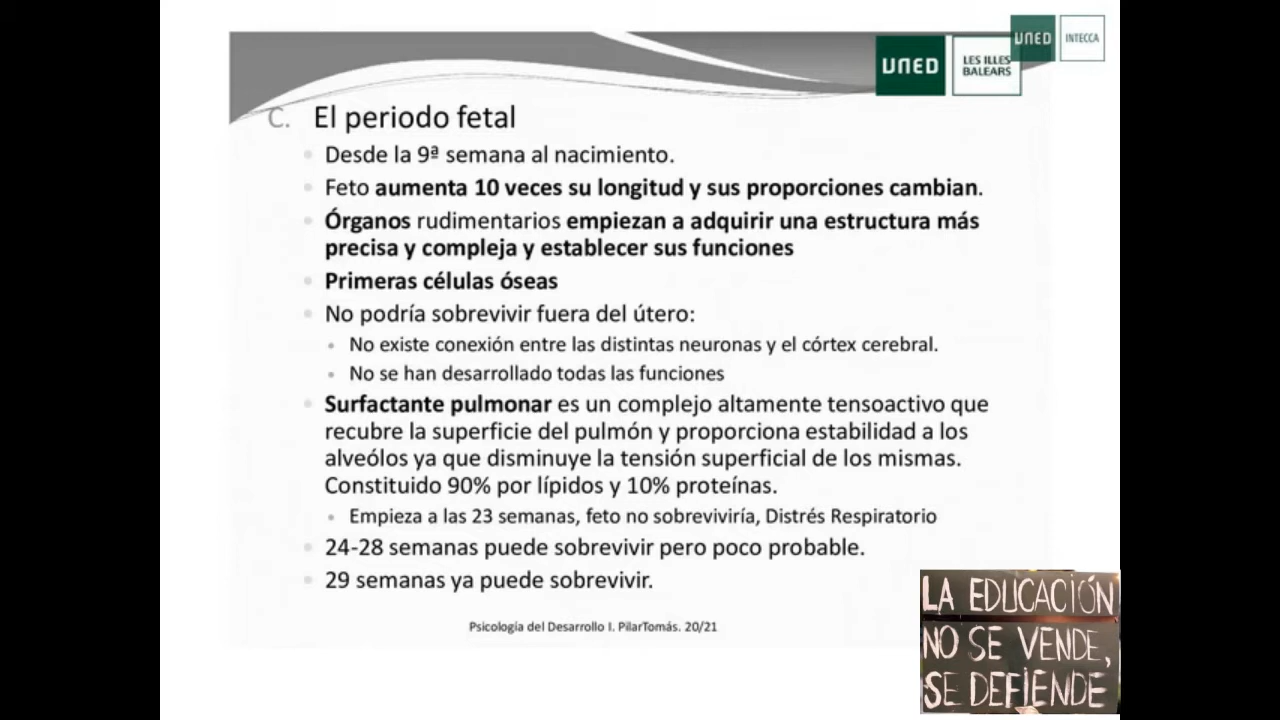 UNED
INTECCA
UNED
LES ILLES
BALEARS
C. El periodo fetal
Desde la 9ª semana al nacimiento.
Feto aumenta 10 veces su longitud y sus proporciones cambian.
Órganos rudimentarios empiezan a adquirir una estructura más
precisa y compleja y establecer sus funciones
Primeras células óseas
No podría sobrevivir fuera del útero:
No existe conexión entre las distintas neuronas y el córtex cerebral.
No se han desarrollado todas las funciones
Surfactante pulmonar es un complejo altamente tensoactivo que
recubre la superficie del pulmón y proporciona estabilidad a los
alveólos ya que disminuye la tensión superficial de los mismas.
Constituido 90% por lípidos y 10% proteínas.
Empieza a las 23 semanas, feto no sobreviviría, Distrés Respiratorio
24-28 semanas puede sobrevivir pero poco probable.
29 semanas ya puede sobrevivir.
Psicología del Desarrollo I. PilarTomás. 20/21
LA EDUCACIÓN
NO SE VENDE,
SE DEFIENDE